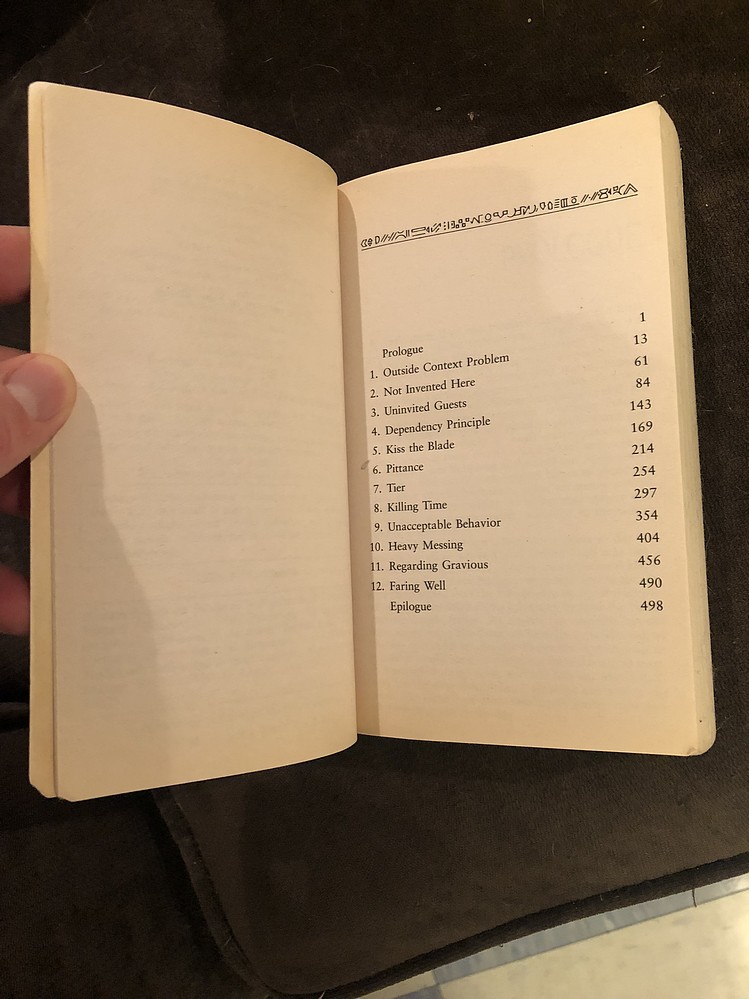 Prologue 1
1. Outside Context Problem 13
2. Not Invented Here 61
3. Uninvited Guests 84
4. Dependency Principle 143
5. Kiss the Blade 169
6. Pittance 214
7. Tier 254
8. Killing Time 297
9. Unacceptable Behavior 354
10. Heavy Messing 404
11. Regarding Gravious 456
12. Faring Well 490
Epilogue 498